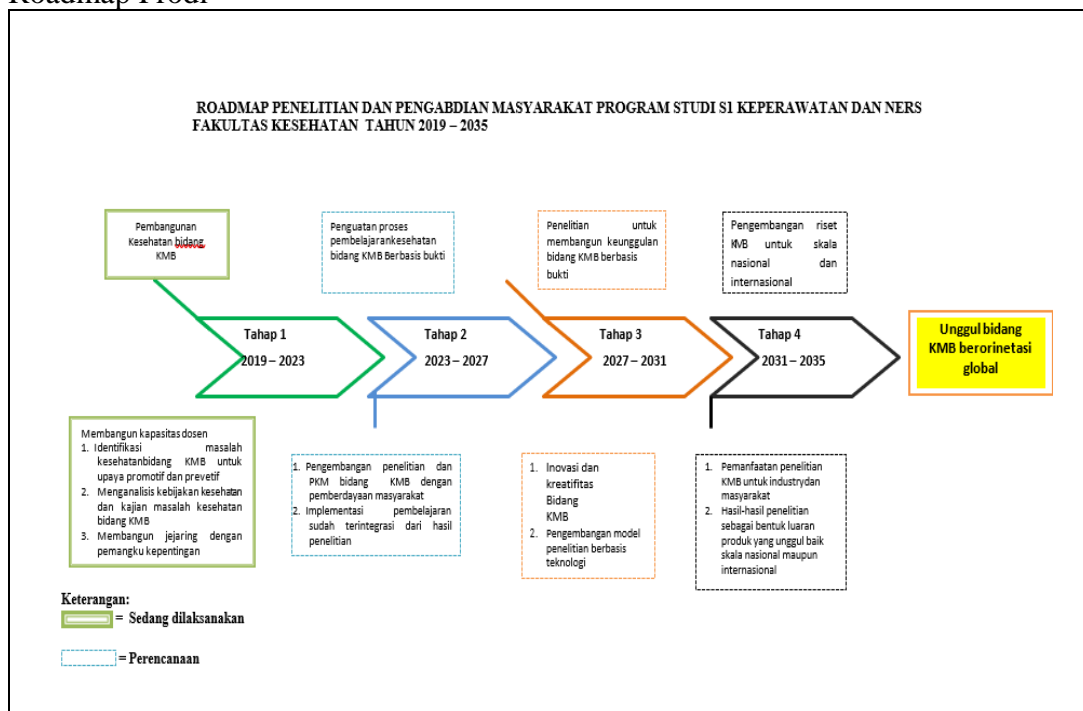 Roadmap Prodi
ROADMAP PENELITIAN DAN PENGABDIAN MASYARAKAT PROGRAM STUDI S1 KEPERAWATAN DAN NERS
FAKULTAS KESEHATAN TAHUN 2019 – 2035
Pembangunan
Kesehatan bidang
KMB
Penguatan proses
pembelajarankesehatan
bidang KMB Berbasis bukti
Penelitian untuk
membangun keunggulan
bidang KMB berbasis
bukti
Pengembangan riset
KMB untuk skala
nasional dan
internasional
Tahap 1
2019 – 2023
Tahap 2
2023 – 2027
Tahap 3
2027 – 2031
Tahap 4
2031 – 2035
Unggul bidang
KMB berorinetasi
global
Membangun kapasitas dosen
1. Identifikasi masalah
kesehatanbidang KMB untuk
upaya promotif dan prevetif
2. Menganalisis kebijakan kesehatan
dan kajian masalah kesehatan
bidang KMB
3. Membangun jejaring dengan
pemangku kepentingan
1. Pengembangan penelitian dan
PKM bidang KMB dengan
pemberdayaan masyarakat
2. Implementasi pembelajaran
sudah terintegrasi dari hasil
penelitian
1. Inovasi dan
kreatifitas
Bidang
KMB
2. Pengembangan model
penelitian berbasis
teknologi
1. Pemanfaatan penelitian
KMB untuk industrydan
masyarakat
2. Hasil-hasil penelitian
sebagai bentuk luaran
produk yang unggul baik
skala nasional maupun
internasional
Keterangan:
= Sedang dilaksanakan
= Perencanaan